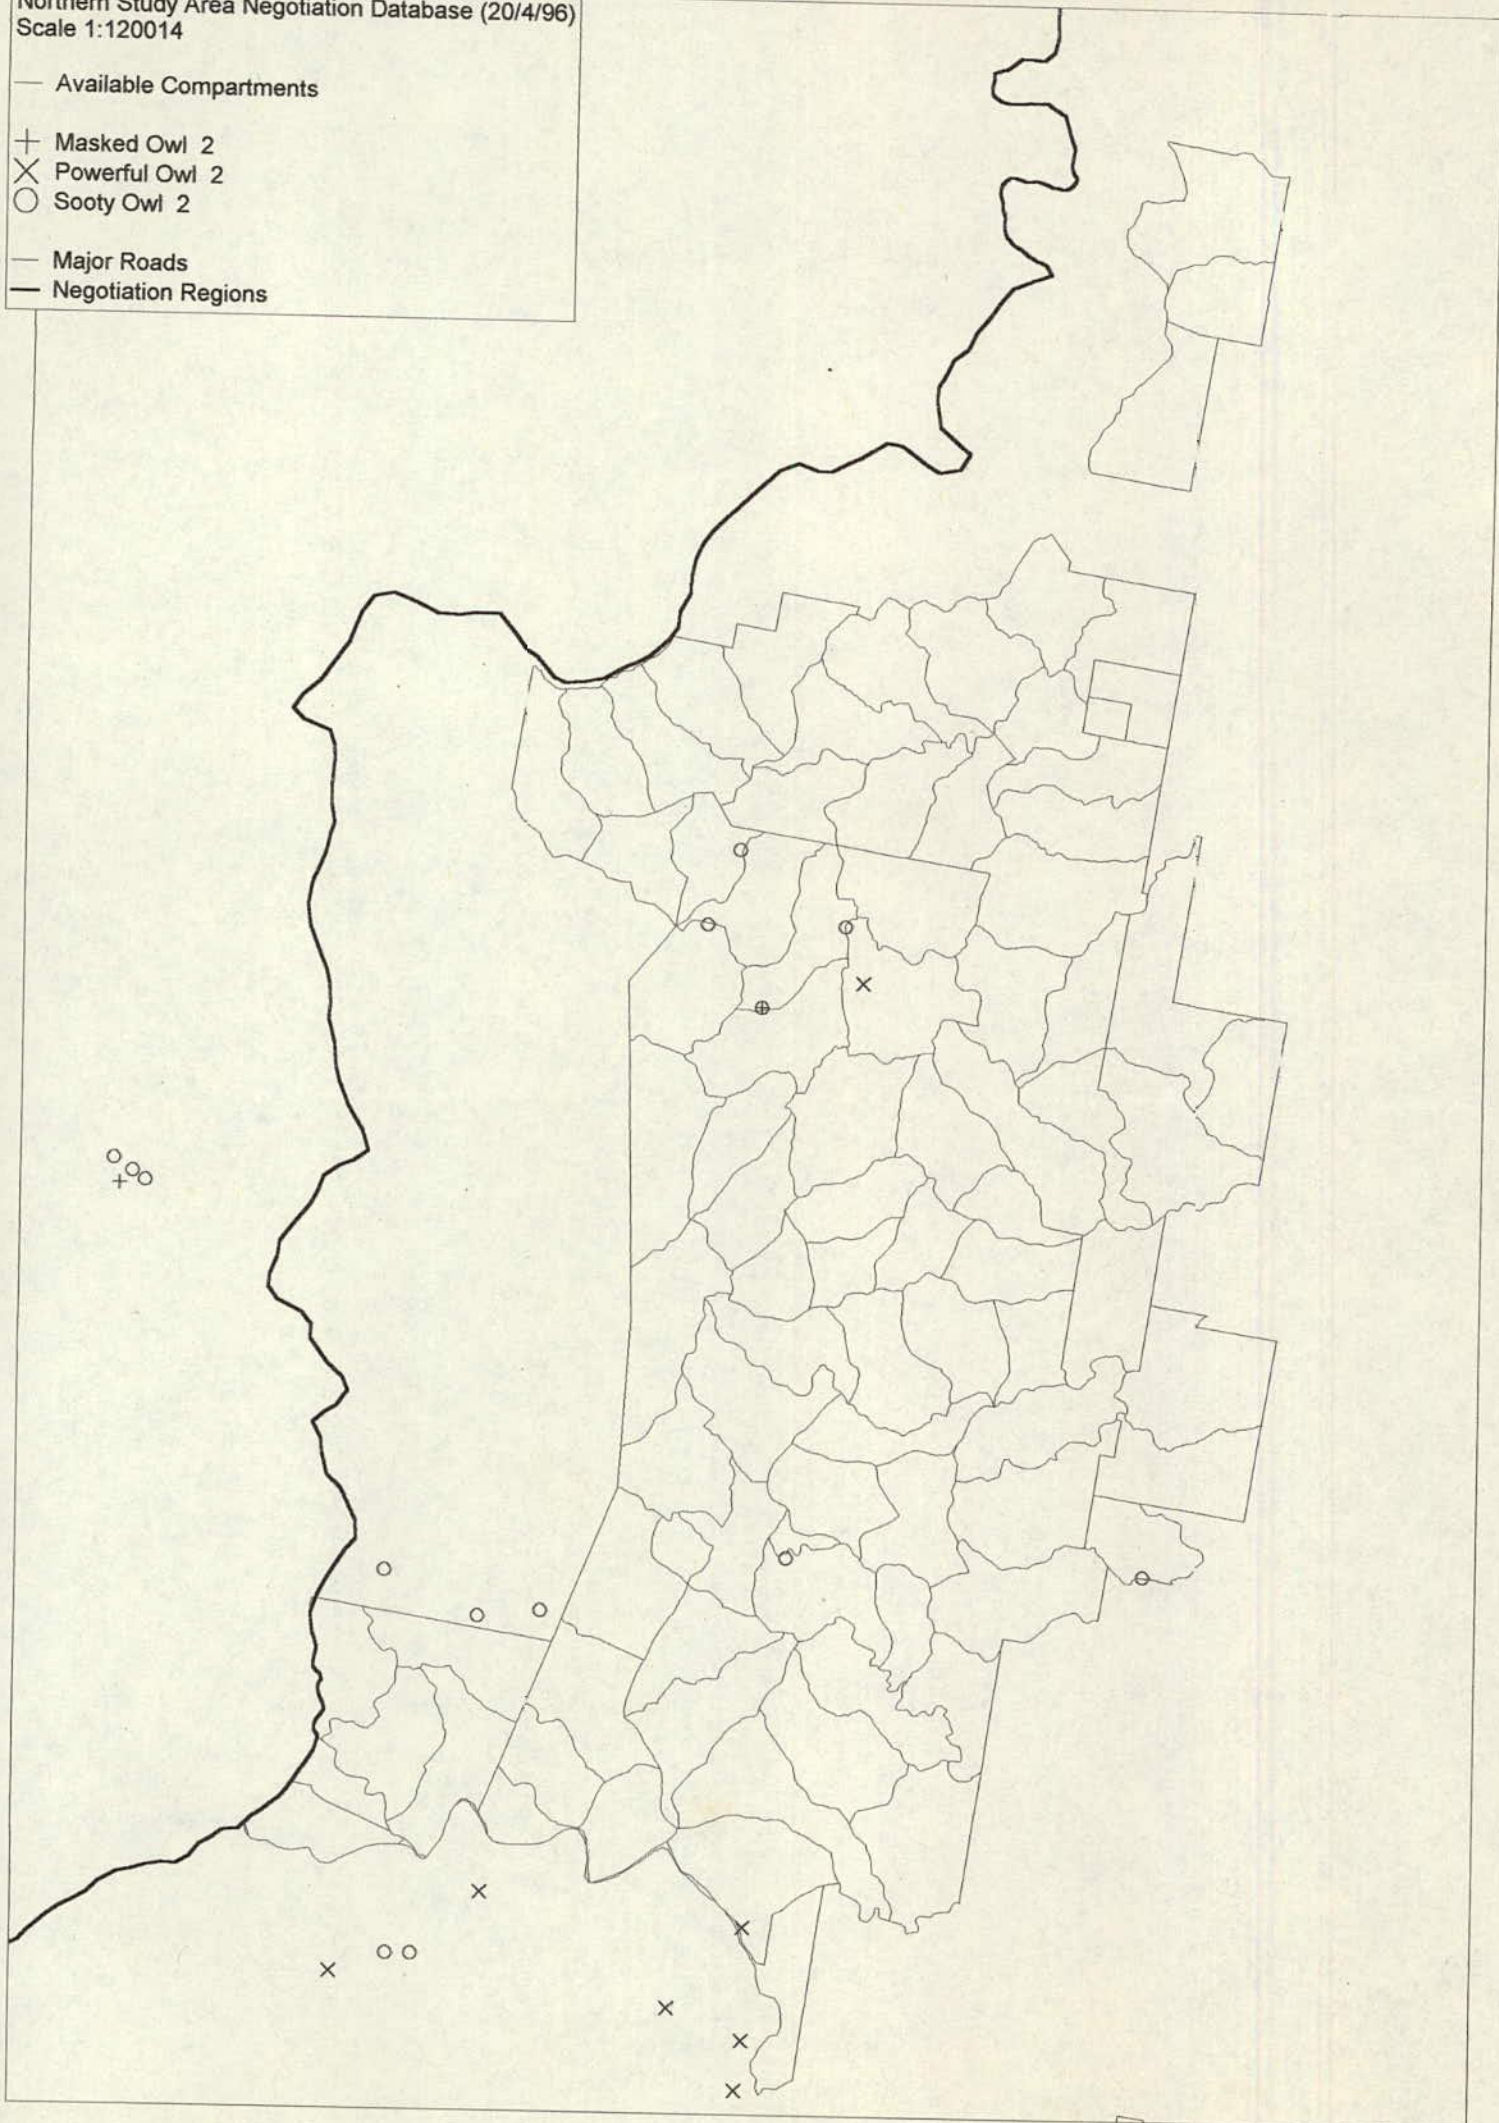 Northern Study Area Negotiation Database (20/4/96)
Scale 1:120014
Available Compartments
Masked Owl 2
Powerful Owl 2
Sooty Owl 2
Major Roads
Negotiation Regions